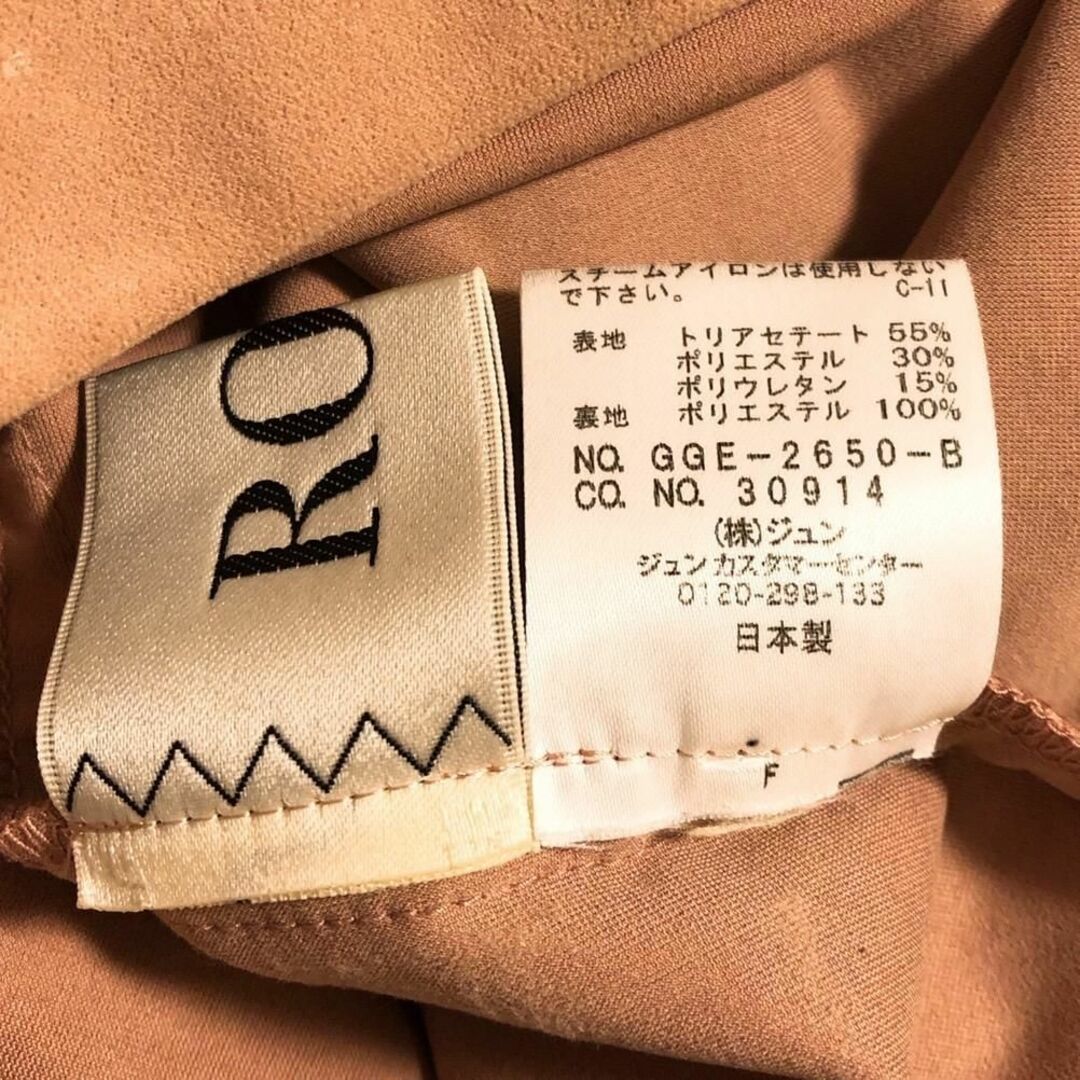 RO
スチームアイロンは使用しない
で下さい。 C-11
表地 トリアセテート 55%
ポリエステル 30%
ポリウレタン 15%
裏地 ポリエステル 100%
NO. GGE-2650-B
CO. NO. 30914
(株)ジュン
ジュンカスタマーセンター
0120-298-133
日本製
F